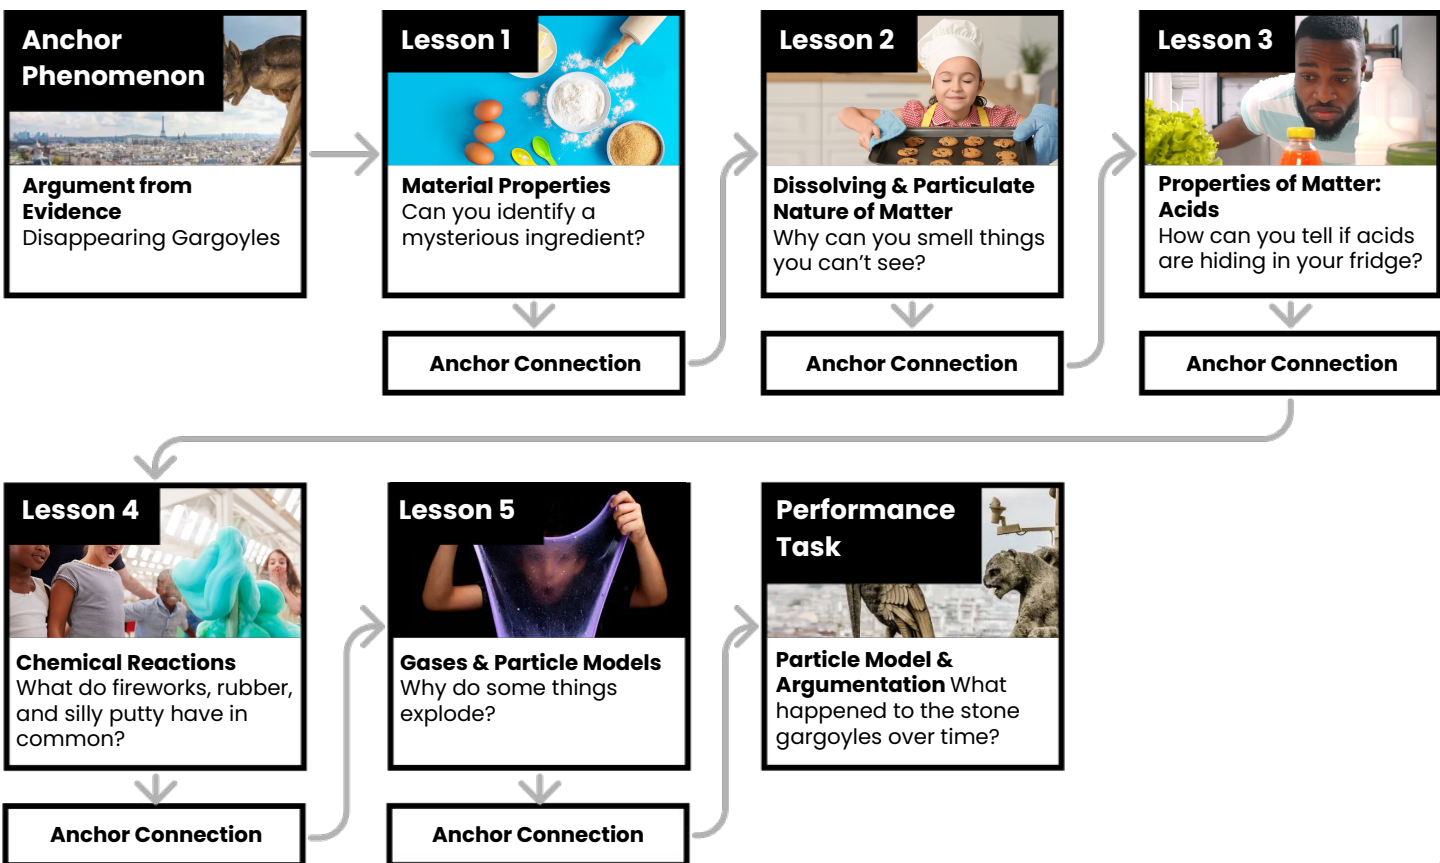 Anchor
Phenomenon
Argument from
Evidence
Disappearing Gargoyles
Lesson 1
Material Properties
Can you identify a
mysterious ingredient?
Anchor Connection
Lesson 2
Dissolving & Particulate
Nature of Matter
Why can you smell things
you can't see?
Anchor Connection
Lesson 3
Properties of Matter:
Acids
How can you tell if acids
are hiding in your fridge?
Anchor Connection
Lesson 4
Chemical Reactions
What do fireworks, rubber,
and silly putty have in
common?
Anchor Connection
Lesson 5
Gases & Particle Models
Why do some things
explode?
Anchor Connection
Performance
Task
Particle Model &
Argumentation What
happened to the stone
gargoyles over time?